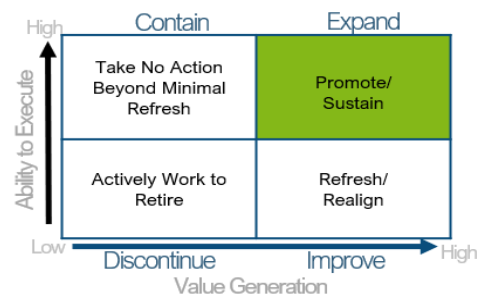 Contain Expand
High
Take No Action
Beyond Minimal
Refresh
Promote/
Sustain
Ability to Execute
Actively Work to
Retire
Refresh/
Realign
Low
High
Discontinue Improve
Value Generation